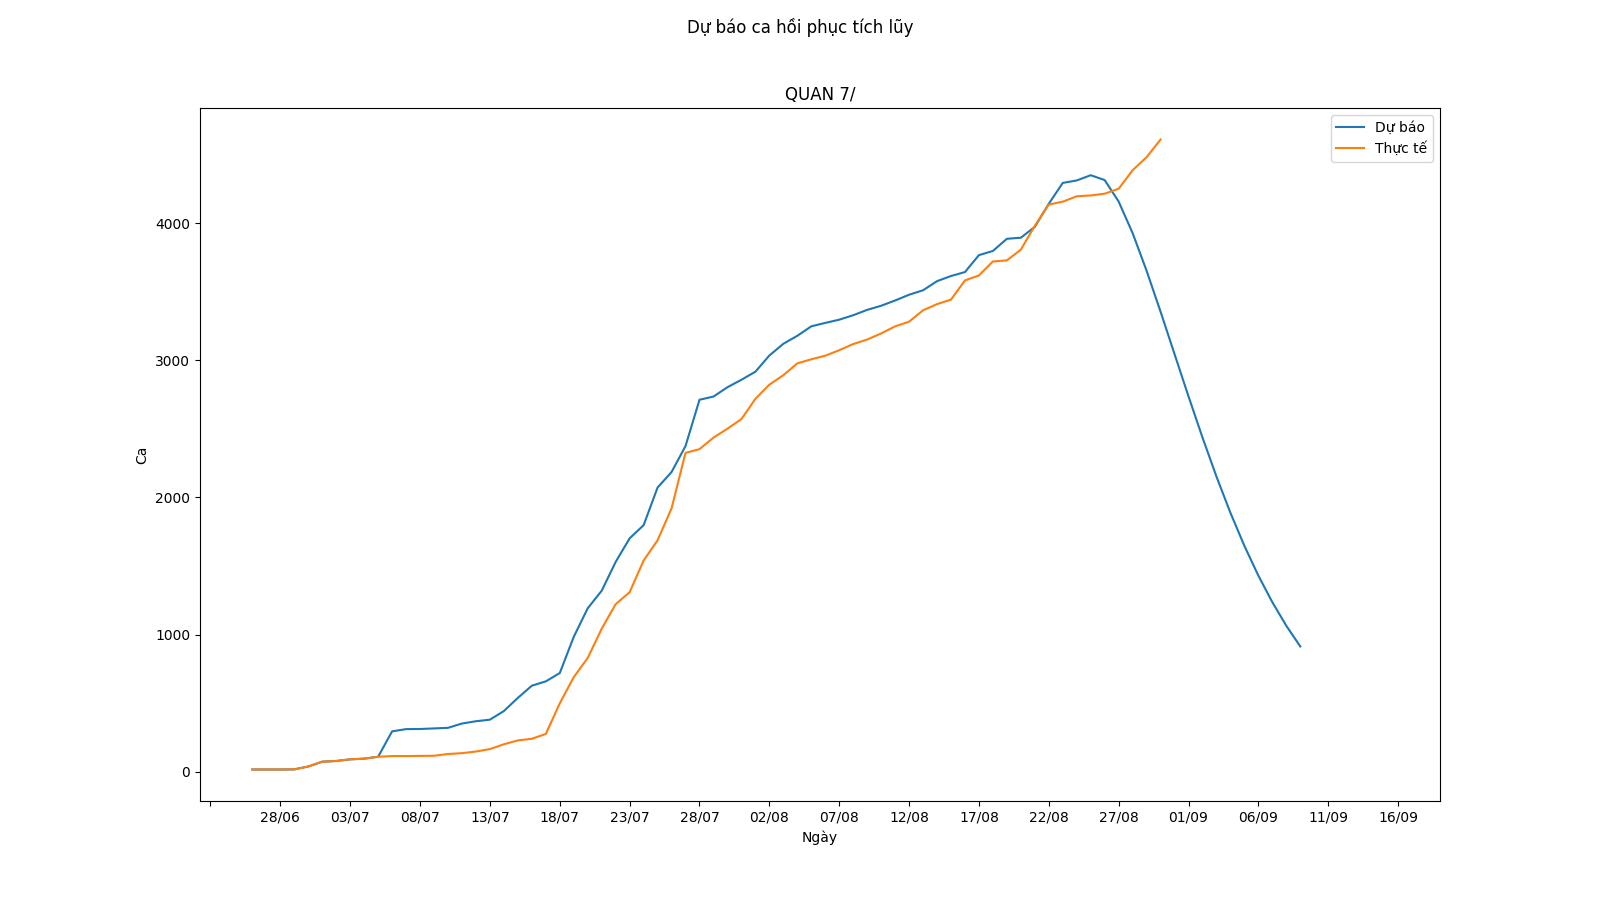 Dự báo ca hồi phục tích lũy
QUAN 7/
Dự báo
Thực tế
Ca
4000
3000
2000
1000
0
28/06 03/07 08/07 13/07 18/07 23/07 28/07 02/08 07/08 12/08 17/08 22/08 27/08 01/09 06/09 11/09 16/09
Ngày